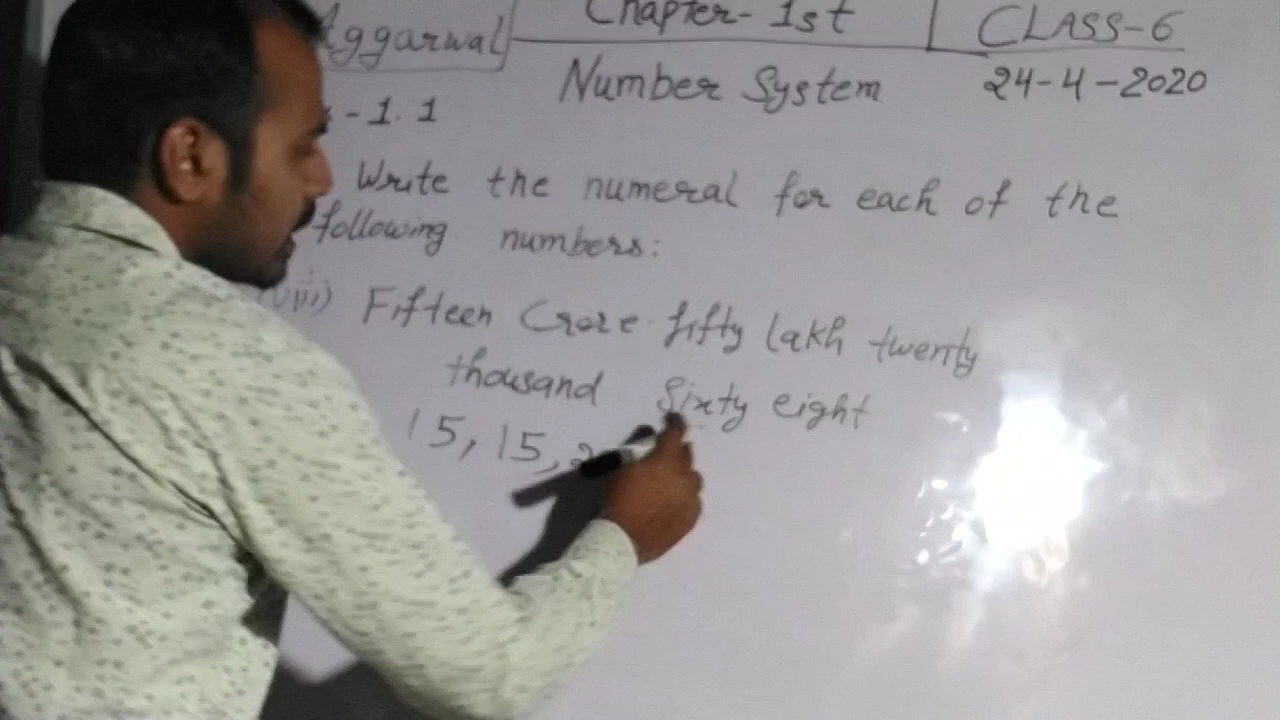 Aggarwal
Chapter- 1st
CLASS-6
Number System
24-4-2020
-1.1
Write the numeral for each of the
following numbers:
Fifteen Crore fifty lakh twenty
thousand Sixty eight
15, 15, 2